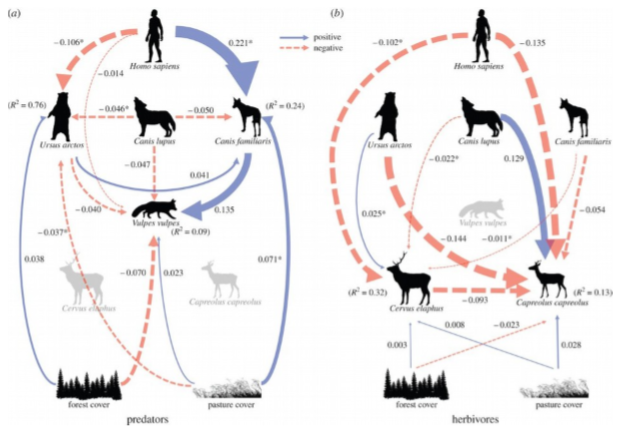 (a)
−0.106*
0.221*
Homo sapiens
−0.014
(R² = 0.76)
−0.046*
−0.050
(R² = 0.24)
Ursus arctos
Canis lupus
Canis familiaris
−0.047
0.041
−0.040
0.135
Vulpes vulpes
−0.037*
(R² = 0.09)
0.038
−0.070
0.023
0.071*
Cervus elaphus
Capreolus capreolus
forest cover
pasture cover
predators
(b)
positive
negative
−0.102*
−0.135
Homo sapiens
Ursus arctos
Canis lupus
Canis familiaris
−0.022*
0.129
Vulpes vulpes
0.025*
−0.054
−0.144
−0.011*
(R² = 0.32)
(R² = 0.13)
Cervus elaphus
−0.093
Capreolus capreolus
0.003
0.008
−0.023
0.028
forest cover
pasture cover
herbivores